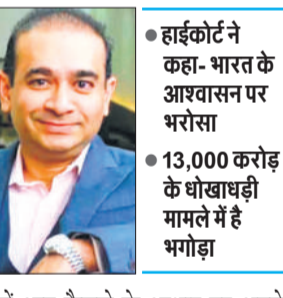 ● हाईकोर्ट ने
कहा- भारत के
आश्वासन पर
भरोसा
● 13,000 करोड़
के धोखाधड़ी
मामले में है
भगोड़ा